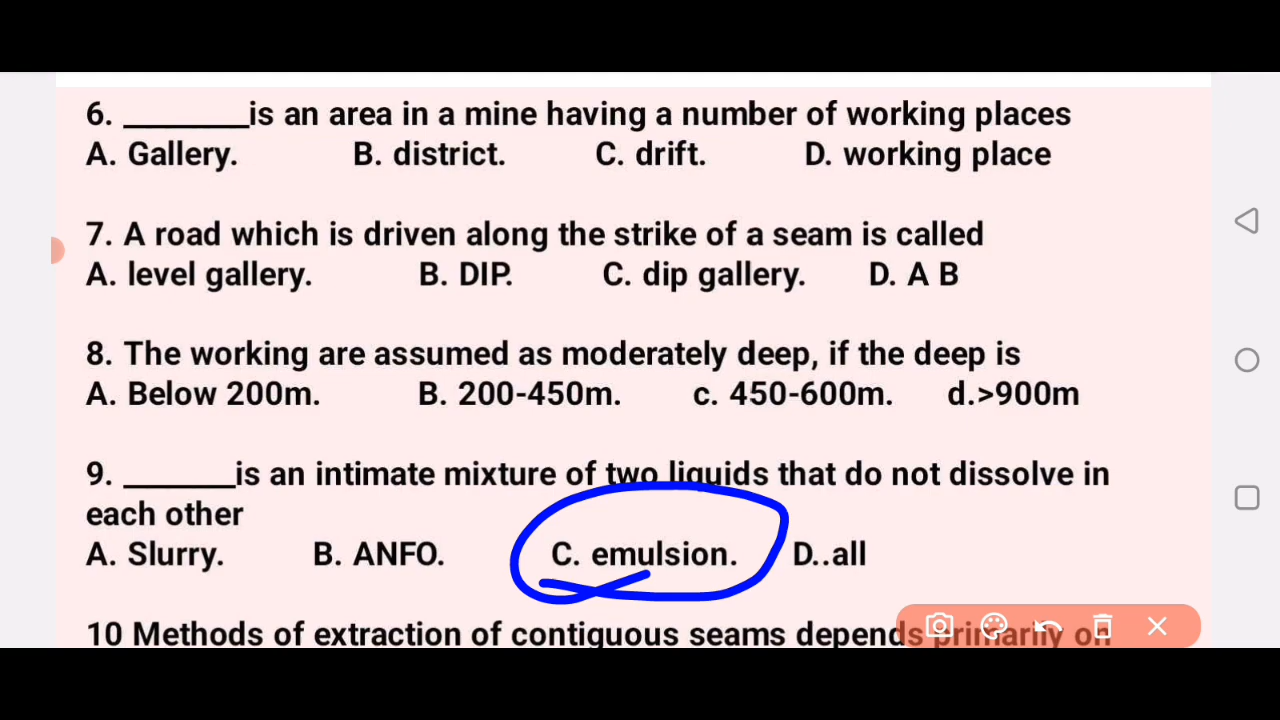 6. _______is an area in a mine having a number of working places
A. Gallery. B. district. C. drift. D. working place
7. A road which is driven along the strike of a seam is called
A. level gallery. B. DIP. C. dip gallery. D. A B
8. The working are assumed as moderately deep, if the deep is
A. Below 200m. B. 200-450m. c. 450-600m. d.>900m
9. ______is an intimate mixture of two liquids that do not dissolve in
each other
A. Slurry. B. ANFO. C. emulsion. D..all
10 Methods of extraction of contiguous seams depends primarily on